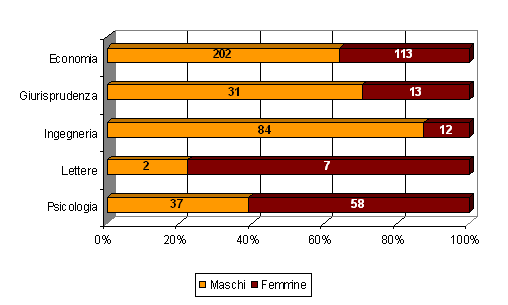 Economia 202 113
Giurisprudenza 31 13
Ingegneria 84 12
Lettere 2 7
Psicologia 37 58
0% 20% 40% 60% 80% 100%
Maschi Femmine